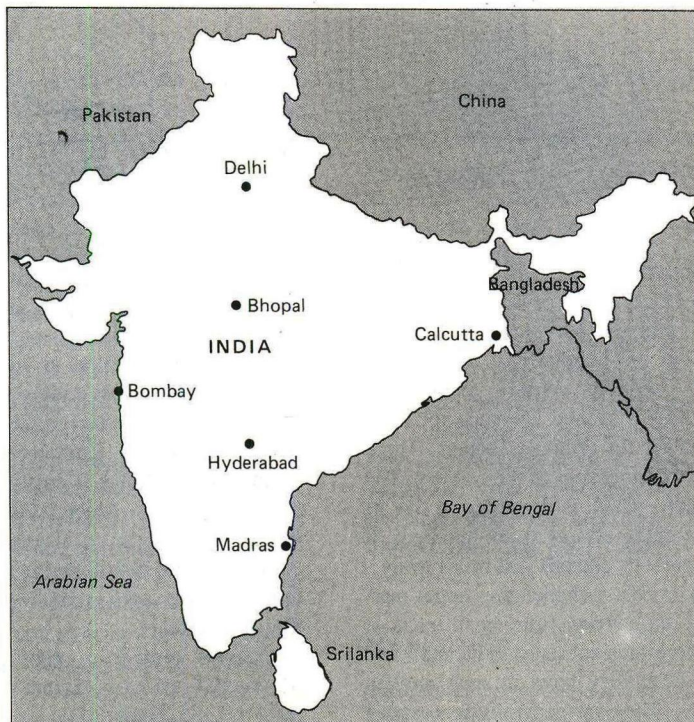 Pakistan
China
Delhi
Bangladesh
Bhopal
Calcutta
INDIA
Bombay
Hyderabad
Bay of Bengal
Madras
Arabian Sea
Srilanka